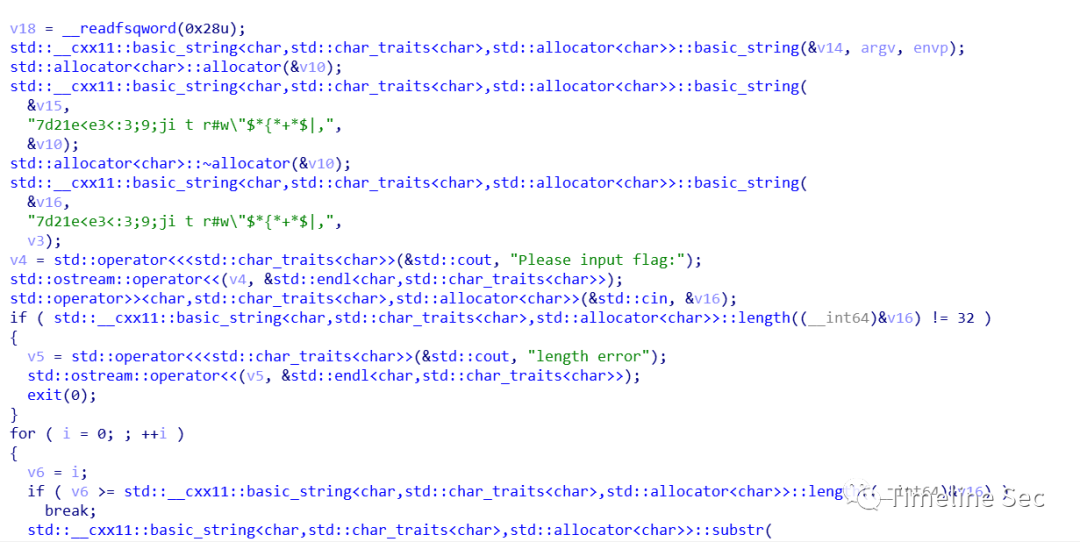 v18 = __readfsqword(0x28u);
std::__cxx11::basic_string<char,std::char_traits<char>,std::allocator<char>>::basic_string(&v14, argv, envp);
std::allocator<char>::allocator(&v10);
std::__cxx11::basic_string<char,std::char_traits<char>,std::allocator<char>>::basic_string(
&v15,
"7d21e<e3<:3;9;ji t r#w\"$*{*+*$|,",
&v10);
std::allocator<char>::~allocator(&v10);
std::__cxx11::basic_string<char,std::char_traits<char>,std::allocator<char>>::basic_string(
&v16,
"7d21e<e3<:3;9;ji t r#w\"$*{*+*$|,",
v3);
v4 = std::operator<<<std::char_traits<char>>(&std::cout, "Please input flag:");
std::ostream::operator<<(v4, &std::endl<char,std::char_traits<char>>);
std::operator>><char,std::char_traits<char>,std::allocator<char>>(&std::cin, &v16);
if ( std::__cxx11::basic_string<char,std::char_traits<char>,std::allocator<char>>::length((__int64)&v16) != 32 )
{
v5 = std::operator<<<std::char_traits<char>>(&std::cout, "length error");
std::ostream::operator<<(v5, &std::endl<char,std::char_traits<char>>);
exit(0);
}
for ( i = 0; ; ++i )
{
v6 = i;
if ( v6 >= std::__cxx11::basic_string<char,std::char_traits<char>,std::allocator<char>>::length((__int64)&v16) )
break;
std::__cxx11::basic_string<char,std::char_traits<char>,std::allocator<char>>::substr(
Timeline Sec